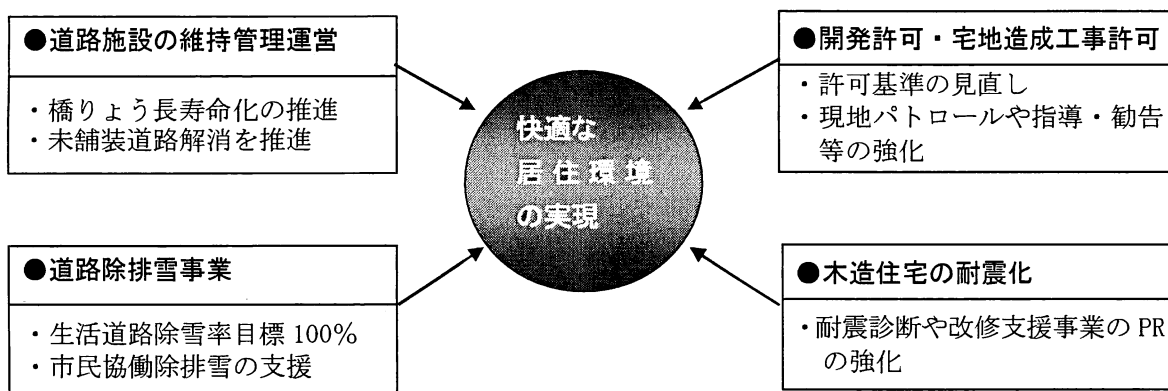 ●道路施設の維持管理運営
・橋りょう長寿命化の推進
・未舗装道路解消を推進
●開発許可・宅地造成工事許可
・許可基準の見直し
・現地パトロールや指導・勧告
等の強化
快適な
居住環境
の実現
●道路除排雪事業
・生活道路除雪率目標 100%
・市民協働除排雪の支援
●木造住宅の耐震化
・耐震診断や改修支援事業の PR
の強化